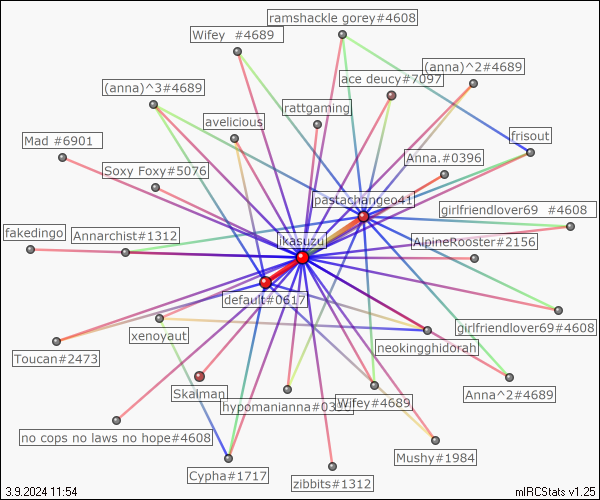 ramshackle gorey#4608
Wifey #4689
(anna)^2#4689
ace deucy#7097
(anna)^3#4689
rattgaming
avelicious
frisout
Mad #6901
Anna.#0396
Soxy Foxy#5076
pastachangeo41
girlfriendlover69 #4608
fakedingo
Annarchist#1312
ikasuzu
AlpineRooster#2156
default#0617
girlfriendlover69#4608
xenoyaut
neokingghidorah
Toucan#2473
Skalman
Anna^2#4689
Wifey#4689
no cops no laws no hope#4608
Mushy#1984
Cypha#1717
zibbits#1312
3.9.2024 11:54
mIRCStats v1.25